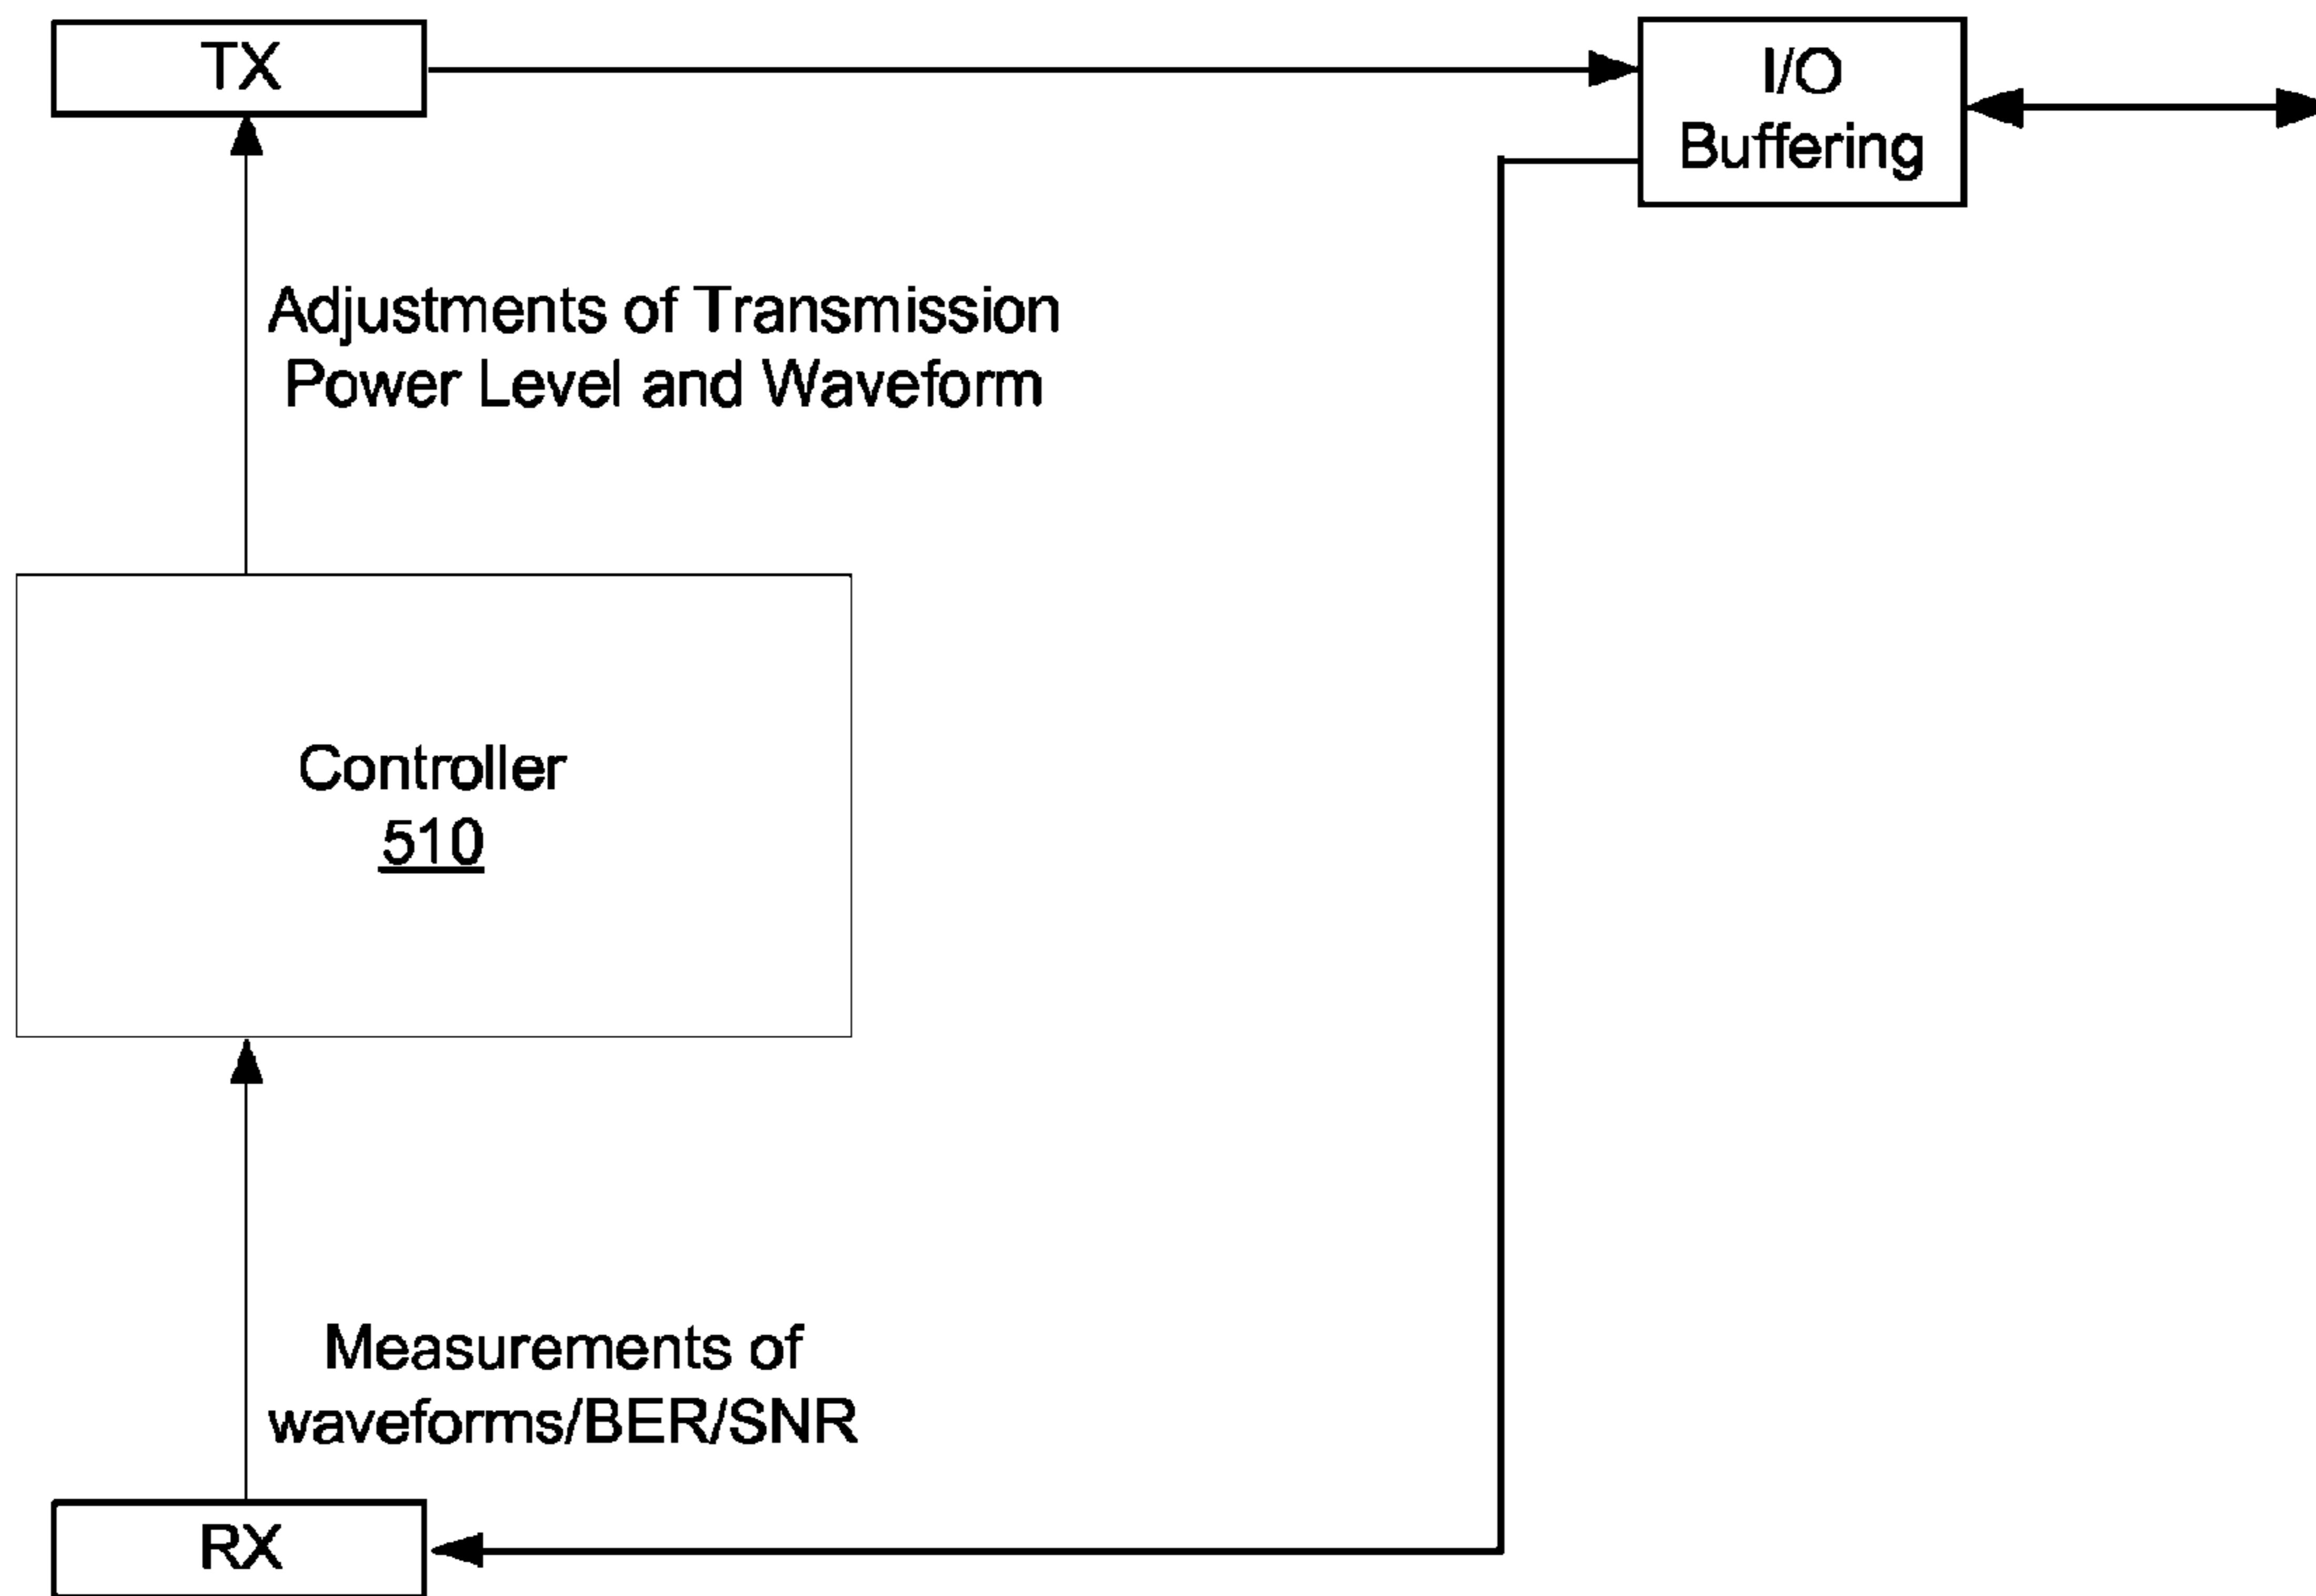 TX
I/O
Buffering
Adjustments of Transmission
Power Level and Waveform
Controller
510
Measurements of
waveforms/BER/SNR
RX